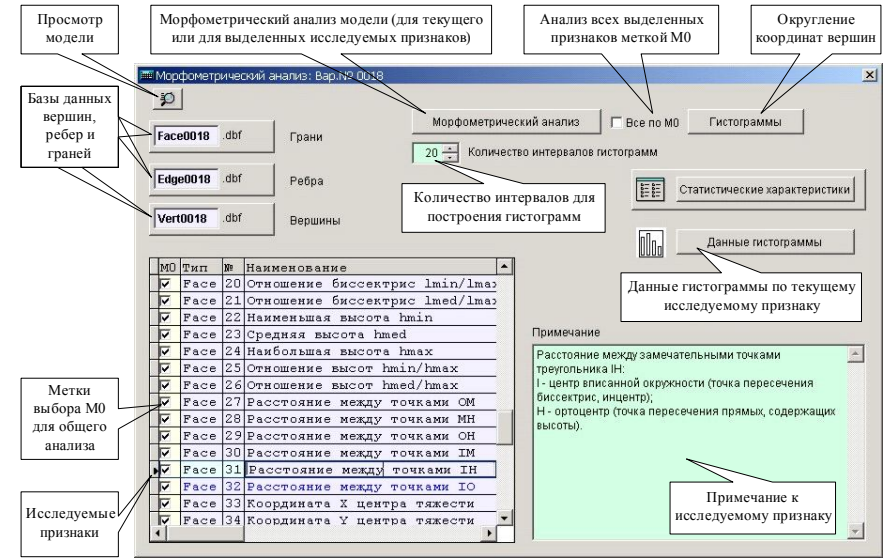 Просмотр
модели
Морфометрический анализ модели (для текущего
или для выделенных исследуемых признаков)
Анализ всех выделенных
признаков меткой M0
Округление
координат вершин
Морфометрический анализ: Вар.№ 0018
Базы данных
вершин,
ребер и
граней
Face0018 .dbf Грани
Edge0018 .dbf Ребра
Vert0018 .dbf Вершины
Морфометрический анализ
Все по M0
Гистограммы
20 Количество интервалов гистограмм
Количество интервалов для
построения гистограмм
Статистические характеристики
Данные гистограммы
Данные гистограммы по текущему
исследуемому признаку
M0 Тип № Наименование
Face 20 Отношение биссектрис lmin/lmax
Face 21 Отношение биссектрис lmed/lmax
Face 22 Наименьшая высота hmin
Face 23 Средняя высота hmed
Face 24 Наибольшая высота hmax
Face 25 Отношение высот hmin/hmax
Face 26 Отношение высот hmed/hmax
Face 27 Расстояние между точками OM
Face 28 Расстояние между точками MH
Face 29 Расстояние между точками OH
Face 30 Расстояние между точками IM
Face 31 Расстояние между точками IH
Face 32 Расстояние между точками IO
Face 33 Координата X центра тяжести
Face 34 Координата Y центра тяжести
Метки
выбора M0
для общего
анализа
Исследуемые
признаки
Примечание
Расстояние между замечательными точками
треугольника IH:
I - центр вписанной окружности (точка пересечения
биссектрис, инцентр);
H - ортоцентр (точка пересечения прямых, содержащих
высоты).
Примечание к
исследуемому признаку